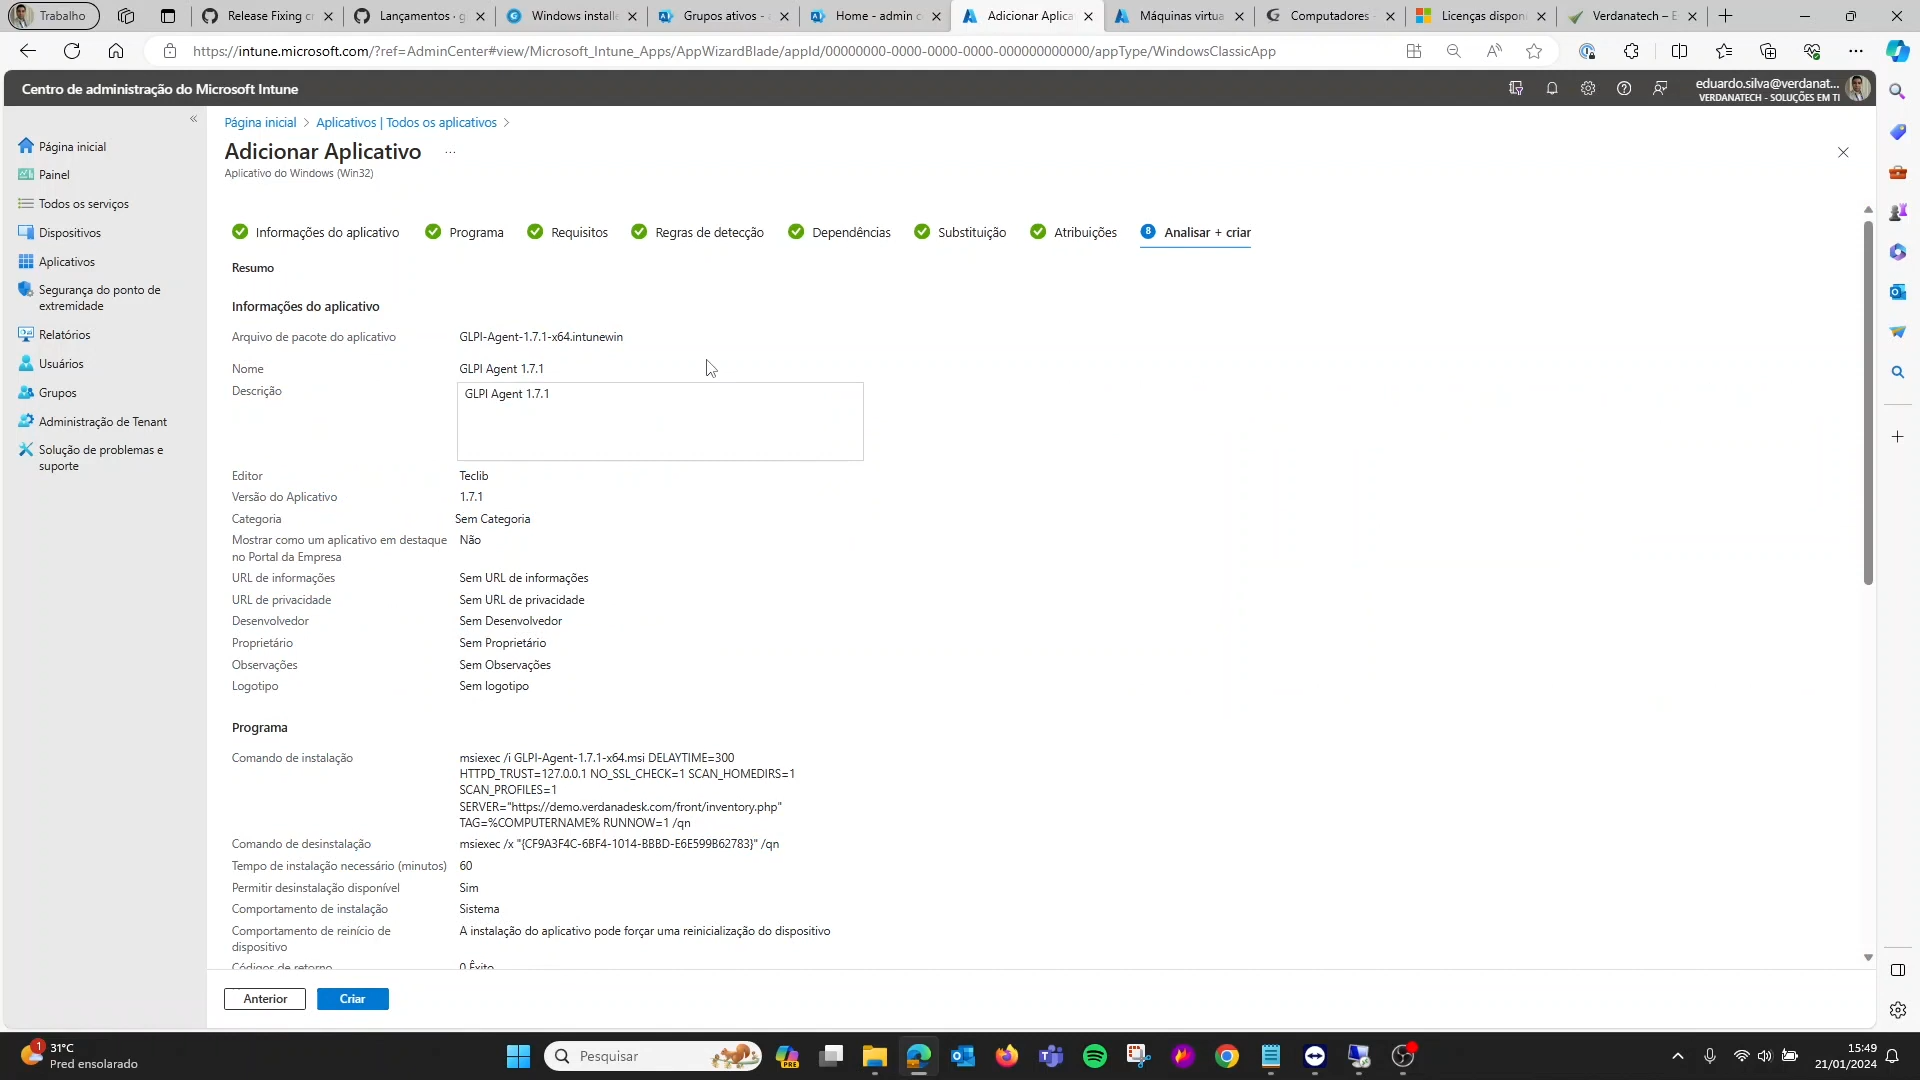 Trabalho
Release Fixing cr
Lançamentos · g
Windows installe
Grupos ativos - 
Home - admin c
Adicionar Aplica
Máquinas virtua
Computadores -
Licenças dispon
Verdanatech – E
https://intune.microsoft.com/?ref=AdminCenter#view/Microsoft_Intune_Apps/AppWizardBlade/appId/00000000-0000-0000-0000-000000000000/appType/WindowsClassicApp
Centro de administração do Microsoft Intune
eduardo.silva@verdanat...
VERDANATECH - SOLUÇÕES EM TI
Página inicial
Painel
Todos os serviços
Dispositivos
Aplicativos
Segurança do ponto de
extremidade
Relatórios
Usuários
Grupos
Administração de Tenant
Solução de problemas e
suporte
Página inicial > Aplicativos | Todos os aplicativos >
Adicionar Aplicativo ...
Aplicativo do Windows (Win32)
Informações do aplicativo
Programa
Requisitos
Regras de detecção
Dependências
Substituição
Atribuições
8 Analisar + criar
Resumo
Informações do aplicativo
Arquivo de pacote do aplicativo GLPI-Agent-1.7.1-x64.intunewin
Nome GLPI Agent 1.7.1
Descrição GLPI Agent 1.7.1
Editor Teclib
Versão do Aplicativo 1.7.1
Categoria Sem Categoria
Mostrar como um aplicativo em destaque Não
no Portal da Empresa
URL de informações Sem URL de informações
URL de privacidade Sem URL de privacidade
Desenvolvedor Sem Desenvolvedor
Proprietário Sem Proprietário
Observações Sem Observações
Logotipo Sem logotipo
Programa
Comando de instalação msiexec /i GLPI-Agent-1.7.1-x64.msi DELAYTIME=300
HTTPD_TRUST=127.0.0.1 NO_SSL_CHECK=1 SCAN_HOMEDIRS=1
SCAN_PROFILES=1
SERVER="https://demo.verdanadesk.com/front/inventory.php"
TAG=%COMPUTERNAME% RUNNOW=1 /qn
Comando de desinstalação msiexec /x "{CF9A3F4C-6BF4-1014-BBBD-E6E599B62783}" /qn
Tempo de instalação necessário (minutos) 60
Permitir desinstalação disponível Sim
Comportamento de instalação Sistema
Comportamento de reinício de A instalação do aplicativo pode forçar uma reinicialização do dispositivo
dispositivo
Códigos de retorno 0 Êxito
Anterior
Criar
1
31°C
Pred ensolarado
Pesquisar
PRE
15:49
21/01/2024